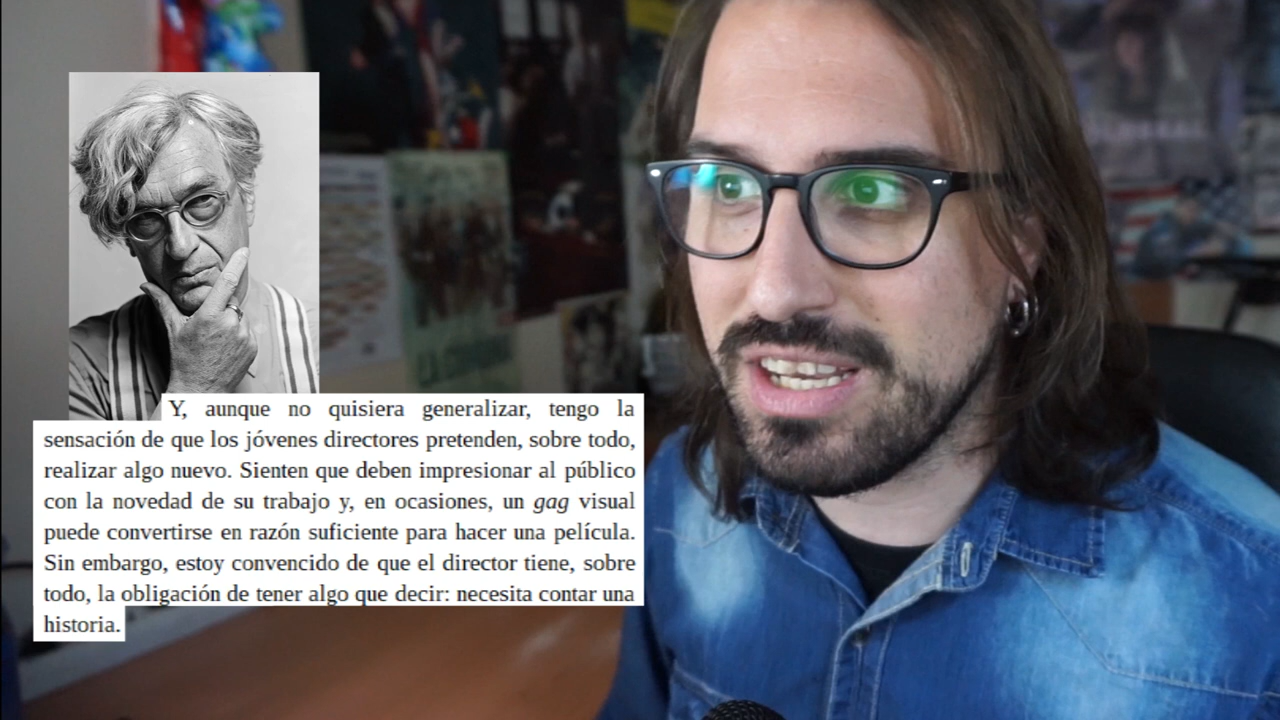 Y, aunque no quisiera generalizar, tengo la
sensación de que los jóvenes directores pretenden, sobre todo,
realizar algo nuevo. Sienten que deben impresionar al público
con la novedad de su trabajo y, en ocasiones, un gag visual
puede convertirse en razón suficiente para hacer una película.
Sin embargo, estoy convencido de que el director tiene, sobre
todo, la obligación de tener algo que decir: necesita contar una
historia.